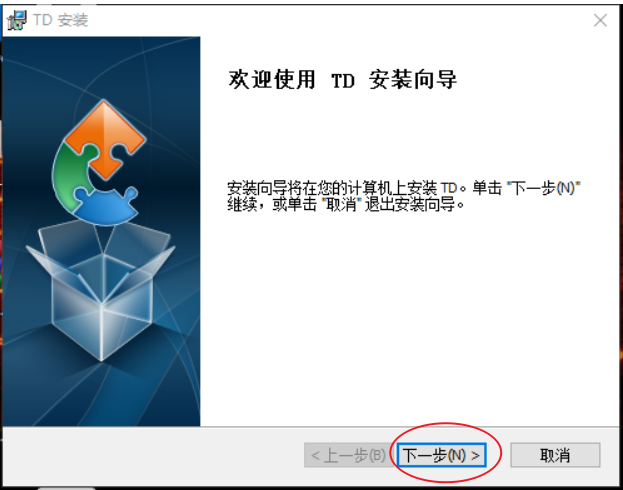 TD 安装
欢迎使用 TD 安装向导
安装向导将在您的计算机上安装 TD。单击 "下一步(N)"
继续，或单击 "取消" 退出安装向导。
< 上一步(B) 下一步(N) > 取消